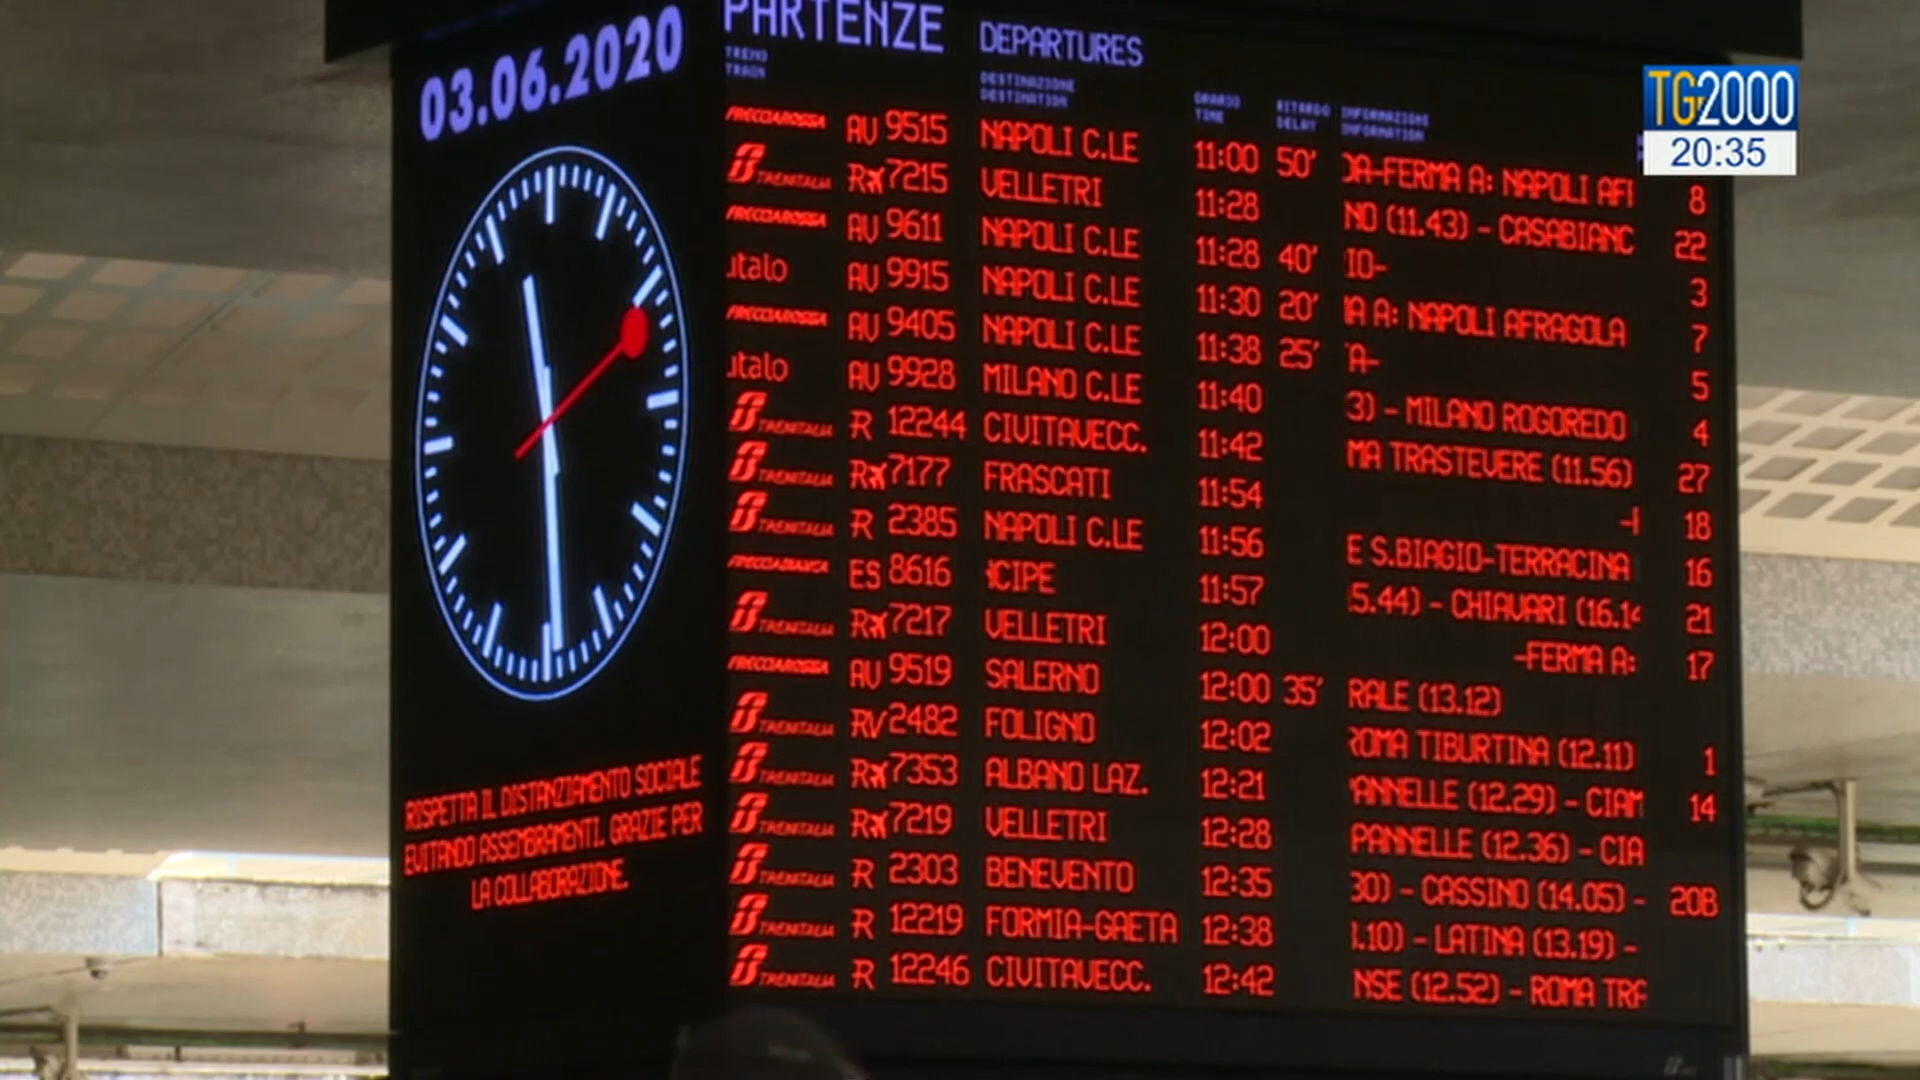 03.06.2020
PARTENZE DEPARTURES
TRENO DESTINAZIONE ORARIO RITARDO INFORMAZIONI
TRAIN DESTINATION TIME DELAY INFORMATION
TG2000
20:35
FRECCIAROSSA AV 9515 NAPOLI C.LE 11:00 50' DA-FERMA A: NAPOLI AFI 8
TRENITALIA R 7215 VELLETRI 11:28 NO (11.43) - CASABIANC 22
FRECCIAROSSA AV 9611 NAPOLI C.LE 11:28 40' IO- 3
italo AV 9915 NAPOLI C.LE 11:30 20' A A: NAPOLI AFRAGOLA 7
FRECCIAROSSA AV 9405 NAPOLI C.LE 11:38 25' A- 5
italo AV 9928 MILANO C.LE 11:40 3) - MILANO ROGOREDO 4
TRENITALIA R 12244 CIVITAVECC. 11:42 MA TRASTEVERE (11.56) 27
TRENITALIA R 7177 FRASCATI 11:54 - 18
TRENITALIA R 2385 NAPOLI C.LE 11:56 E S.BIAGIO-TERRACINA 16
FRECCIABIANCA ES 8616 CIPE 11:57 5.44) - CHIAVARI (16.14 21
TRENITALIA R 7217 VELLETRI 12:00 -FERMA A: 17
FRECCIAROSSA AV 9519 SALERNO 12:00 35' RALE (13.12)
TRENITALIA RV 2482 FOLIGNO 12:02 ROMA TIBURTINA (12.11) 1
TRENITALIA R 7353 ALBANO LAZ. 12:21 ANNELLE (12.29) - CIAM 14
TRENITALIA R 7219 VELLETRI 12:28 PANNELLE (12.36) - CIA
TRENITALIA R 2303 BENEVENTO 12:35 30) - CASSINO (14.05) - 20B
TRENITALIA R 12219 FORMIA-GAETA 12:38 .10) - LATINA (13.19) -
TRENITALIA R 12246 CIVITAVECC. 12:42 NSE (12.52) - ROMA TRA
RISPETTA IL DISTANZIAMENTO SOCIALE
EVITANDO ASSEMBRAMENTI. GRAZIE PER
LA COLLABORAZIONE.